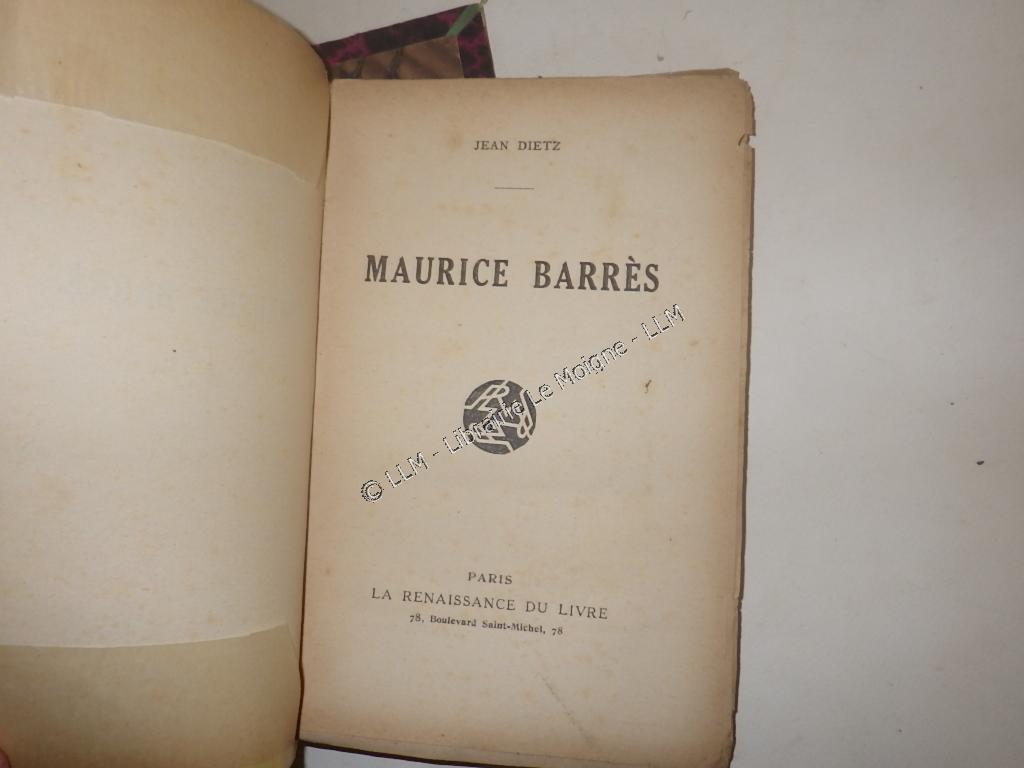 JEAN DIETZ
MAURICE BARRÈS
© LLM - Librairie Le Moigne - LLM
PARIS
LA RENAISSANCE DU LIVRE
78, Boulevard Saint-Michel, 78